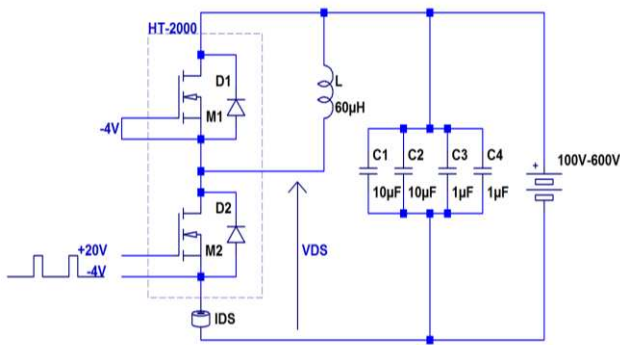 HT-2000
D1
M1
-4V
L
60µH
C1
C2
C3
C4
10µF
10µF
1µF
1µF
+
100V-600V
D2
M2
+20V
-4V
VDS
IDS